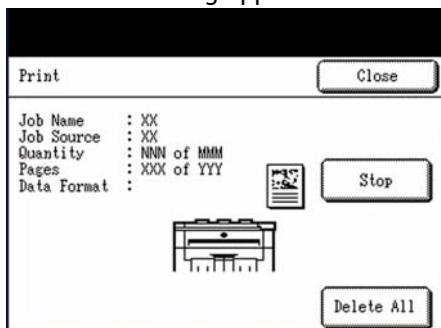 Print
Close
Job Name : XX
Job Source : XX
Quantity : NNN of MMM
Pages : XXX of YYY
Data Format :
Stop
Delete All